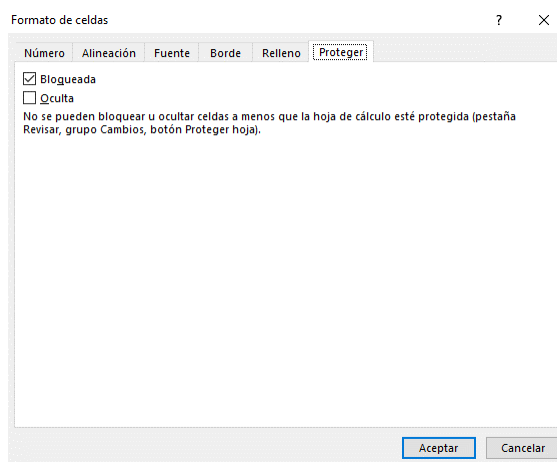 Formato de celdas ?
Número Alineación Fuente Borde Relleno Proteger
Bloqueada
Oculta
No se pueden bloquear u ocultar celdas a menos que la hoja de cálculo esté protegida (pestaña
Revisar, grupo Cambios, botón Proteger hoja).
Aceptar Cancelar